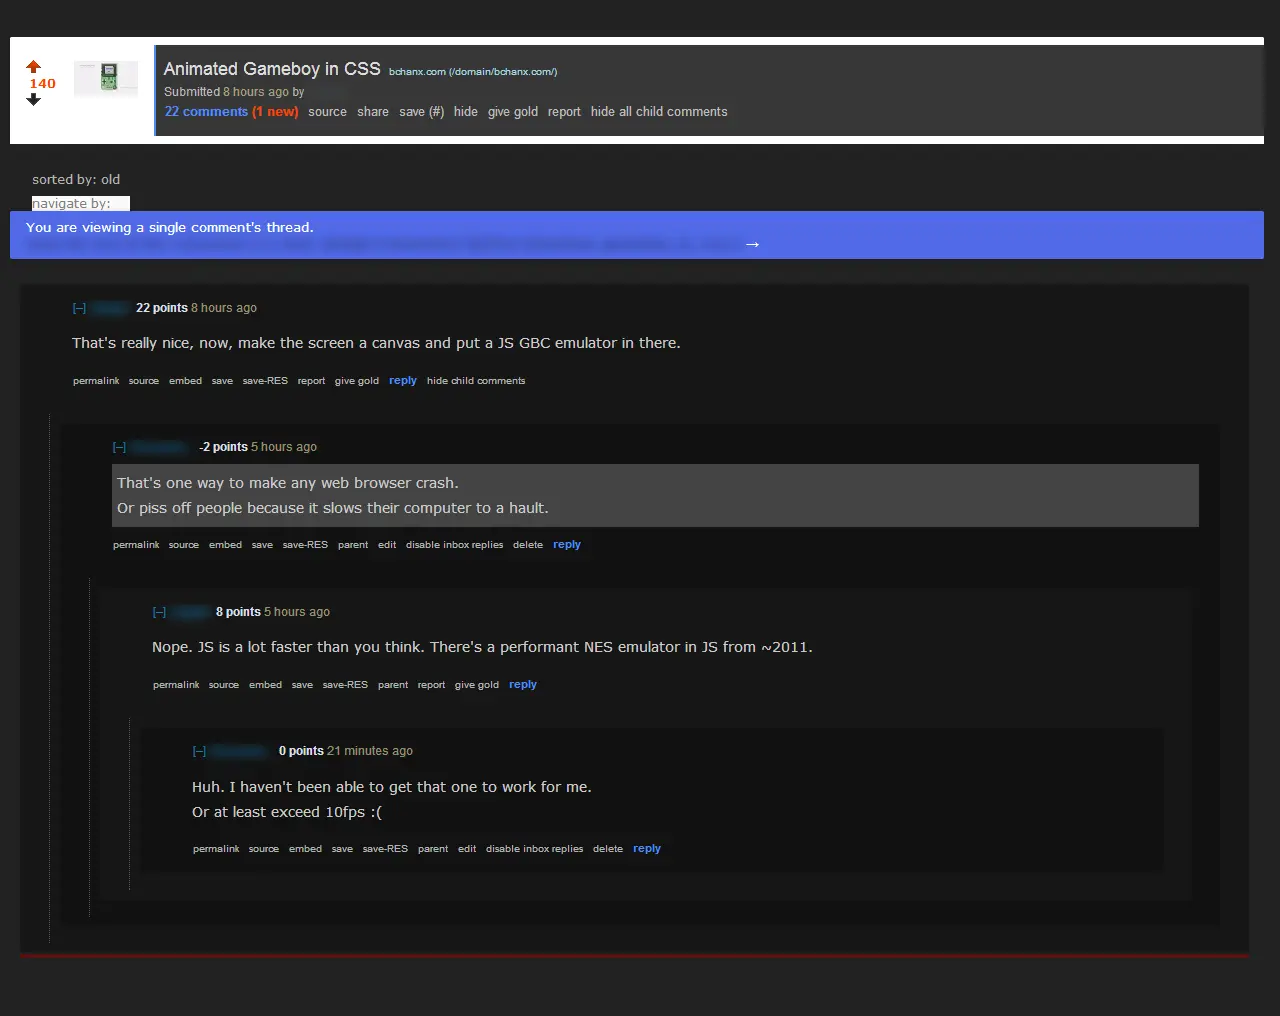 Animated Gameboy in CSS bchanx.com (/domain/bchanx.com/)
140
Submitted 8 hours ago by
22 comments (1 new) source share save (#) hide give gold report hide all child comments
sorted by: old
navigate by:
You are viewing a single comment's thread.
→
[–] 22 points 8 hours ago
That's really nice, now, make the screen a canvas and put a JS GBC emulator in there.
permalink source embed save save-RES report give gold reply hide child comments
[–] -2 points 5 hours ago
That's one way to make any web browser crash.
Or piss off people because it slows their computer to a hault.
permalink source embed save save-RES parent edit disable inbox replies delete reply
[–] 8 points 5 hours ago
Nope. JS is a lot faster than you think. There's a performant NES emulator in JS from ~2011.
permalink source embed save save-RES parent report give gold reply
[–] 0 points 21 minutes ago
Huh. I haven't been able to get that one to work for me.
Or at least exceed 10fps :(
permalink source embed save save-RES parent edit disable inbox replies delete reply